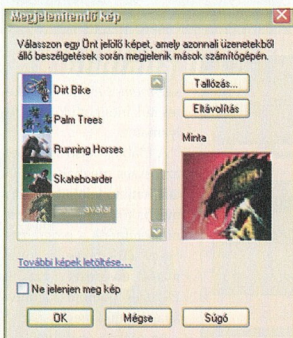 Megjelenítendő kép
Válasszon egy Önt jelölő képet, amely azonnali üzenetekből
álló beszélgetések során megjelenik mások számítógépén.
Dirt Bike
Palm Trees
Running Horses
Skateboarder
avatar
Tallózás...
Eltávolítás
Minta
További képek letöltése...
Ne jelenjen meg kép
OK
Mégse
Súgó